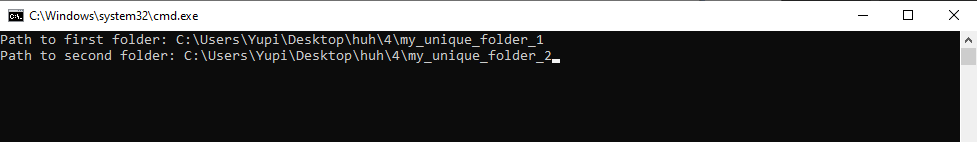 C:\Windows\system32\cmd.exe
Path to first folder: C:\Users\Yupi\Desktop\huh\4\my_unique_folder_1
Path to second folder: C:\Users\Yupi\Desktop\huh\4\my_unique_folder_2